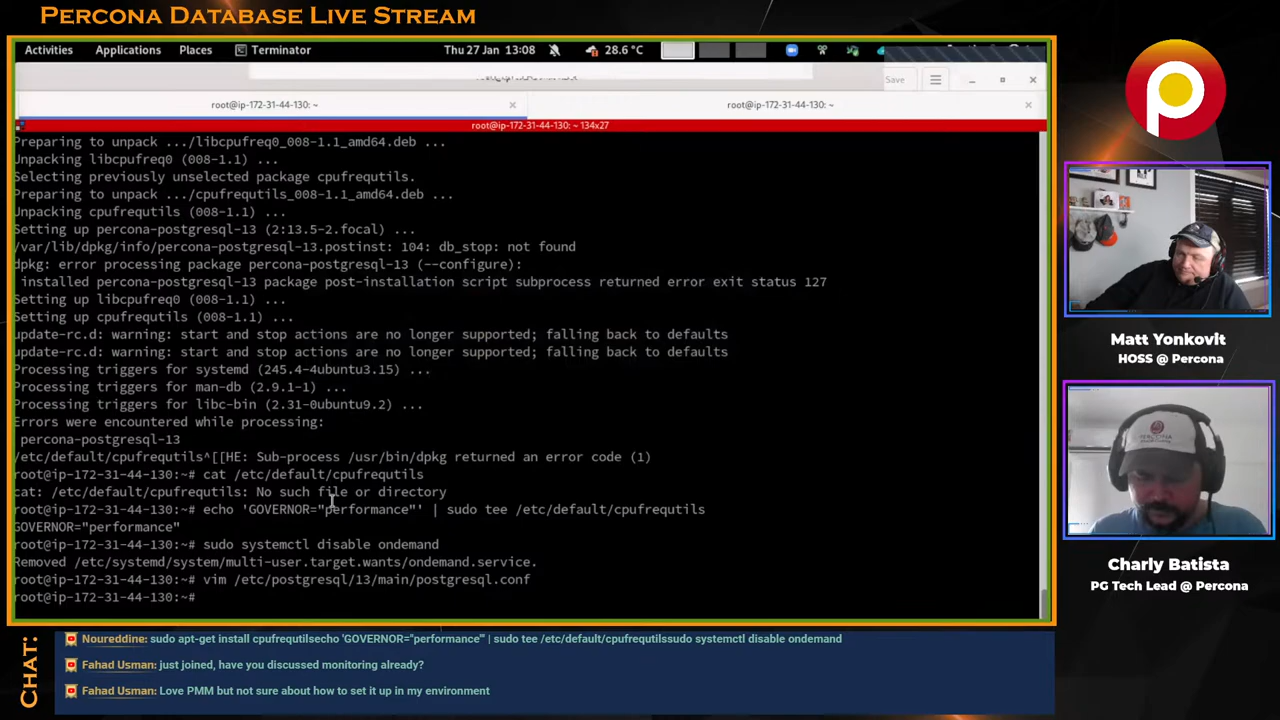 PERCONA DATABASE LIVE STREAM
Activities Applications Places Terminator Thu 27 Jan 13:08 28.6 °C
Save
root@ip-172-31-44-130: ~ root@ip-172-31-44-130: ~
root@ip-172-31-44-130: ~ 134x27
Preparing to unpack .../libcpufreq0_008-1.1_amd64.deb ...
Unpacking libcpufreq0 (008-1.1) ...
Selecting previously unselected package cpufrequtils.
Preparing to unpack .../cpufrequtils_008-1.1_amd64.deb ...
Unpacking cpufrequtils (008-1.1) ...
Setting up percona-postgresql-13 (2:13.5-2.focal) ...
/var/lib/dpkg/info/percona-postgresql-13.postinst: 104: db_stop: not found
dpkg: error processing package percona-postgresql-13 (--configure):
installed percona-postgresql-13 package post-installation script subprocess returned error exit status 127
Setting up libcpufreq0 (008-1.1) ...
Setting up cpufrequtils (008-1.1) ...
update-rc.d: warning: start and stop actions are no longer supported; falling back to defaults
update-rc.d: warning: start and stop actions are no longer supported; falling back to defaults
Processing triggers for systemd (245.4-4ubuntu3.15) ...
Processing triggers for man-db (2.9.1-1) ...
Processing triggers for libc-bin (2.31-0ubuntu9.2) ...
Errors were encountered while processing:
percona-postgresql-13
/etc/default/cpufrequtils^[[HE: Sub-process /usr/bin/dpkg returned an error code (1)
root@ip-172-31-44-130:~# cat /etc/default/cpufrequtils
cat: /etc/default/cpufrequtils: No such file or directory
root@ip-172-31-44-130:~# echo 'GOVERNOR="performance"' | sudo tee /etc/default/cpufrequtils
GOVERNOR="performance"
root@ip-172-31-44-130:~# sudo systemctl disable ondemand
Removed /etc/systemd/system/multi-user.target.wants/ondemand.service.
root@ip-172-31-44-130:~# vim /etc/postgresql/13/main/postgresql.conf
root@ip-172-31-44-130:~#
Matt Yonkovit
HOSS @ Percona
PERCONA
Charly Batista
PG Tech Lead @ Percona
CHAT:
Noureddine: sudo apt-get install cpufrequtilsecho 'GOVERNOR="performance"' | sudo tee /etc/default/cpufrequtilssudo systemctl disable ondemand
Fahad Usman: just joined, have you discussed monitoring already?
Fahad Usman: Love PMM but not sure about how to set it up in my environment